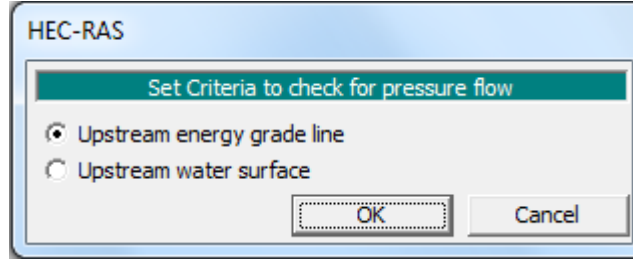 HEC-RAS
Set Criteria to check for pressure flow
Upstream energy grade line
Upstream water surface
OK Cancel